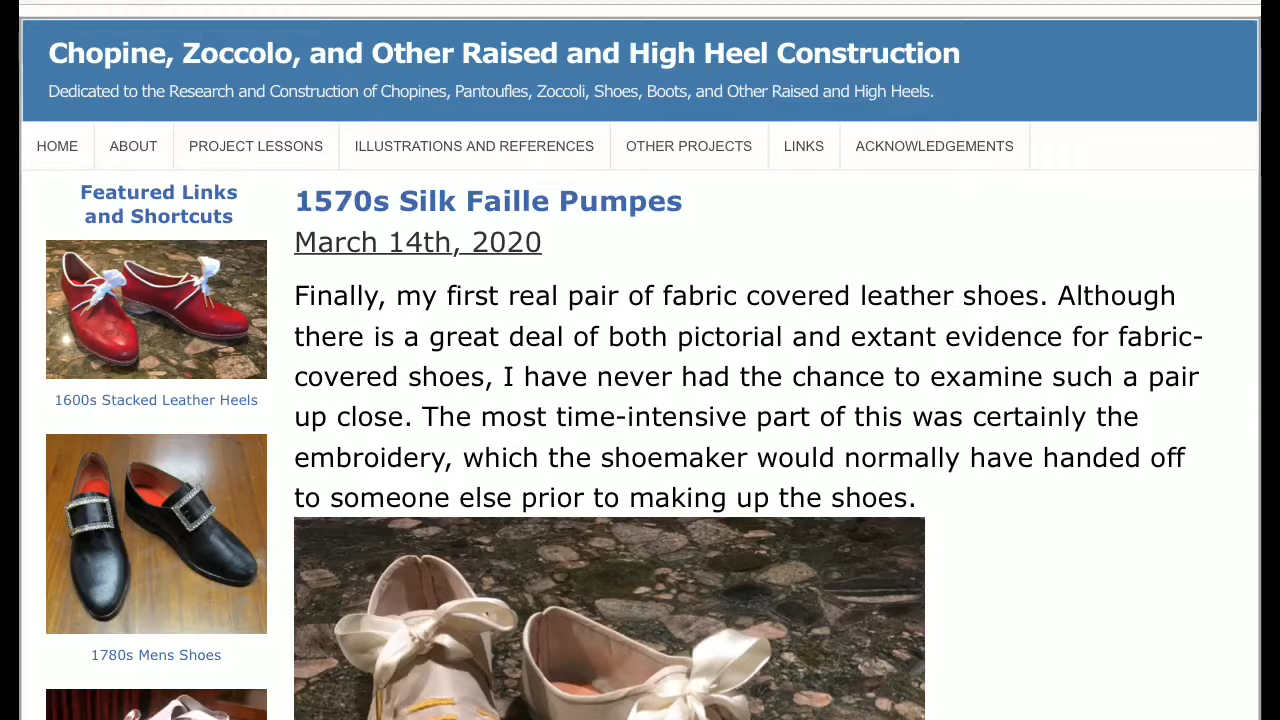 Chopine, Zoccolo, and Other Raised and High Heel Construction
Dedicated to the Research and Construction of Chopines, Pantoufles, Zoccoli, Shoes, Boots, and Other Raised and High Heels.
HOME ABOUT PROJECT LESSONS ILLUSTRATIONS AND REFERENCES OTHER PROJECTS LINKS ACKNOWLEDGEMENTS
Featured Links
and Shortcuts
1600s Stacked Leather Heels
1780s Mens Shoes
1570s Silk Faille Pumpes
March 14th, 2020
Finally, my first real pair of fabric covered leather shoes. Although
there is a great deal of both pictorial and extant evidence for fabric-
covered shoes, I have never had the chance to examine such a pair
up close. The most time-intensive part of this was certainly the
embroidery, which the shoemaker would normally have handed off
to someone else prior to making up the shoes.